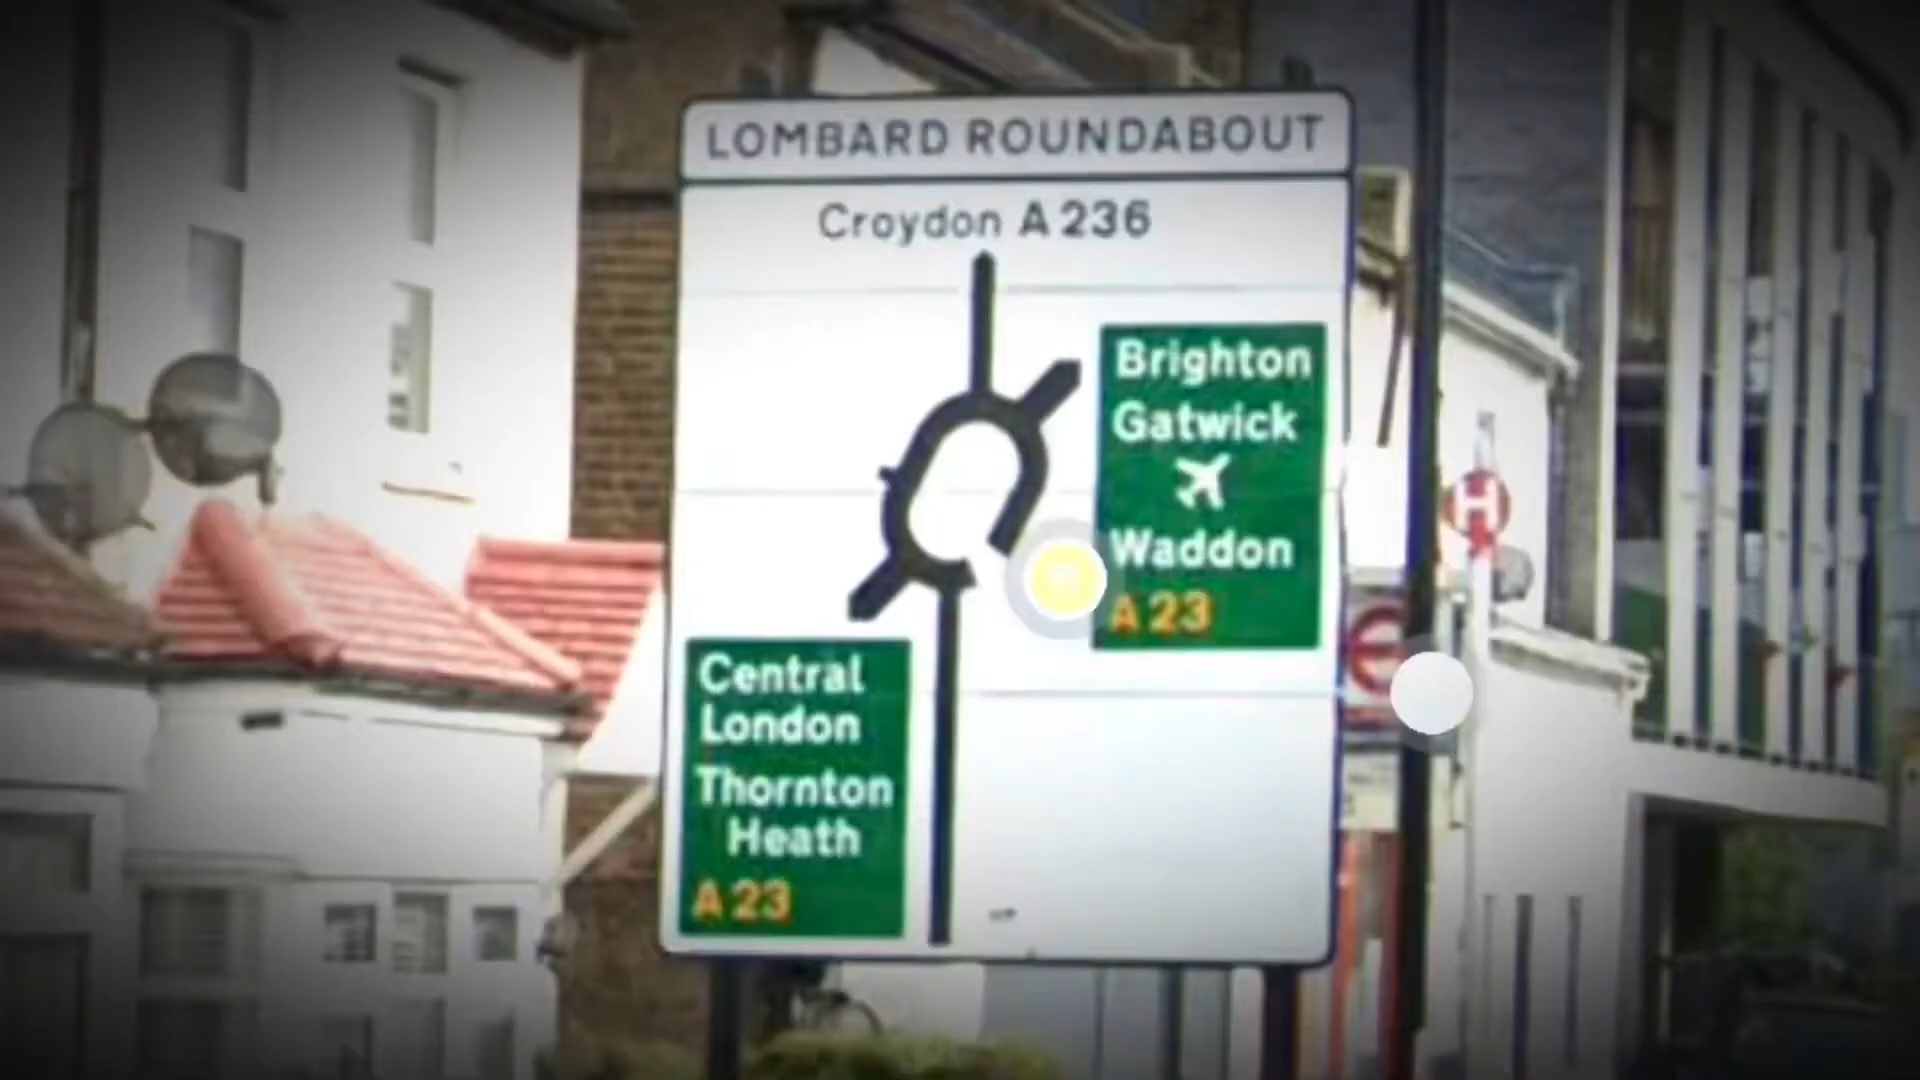 LOMBARD ROUNDABOUT
Croydon A236
Brighton
Gatwick
Waddon
A23
Central
London
Thornton
Heath
A23
H